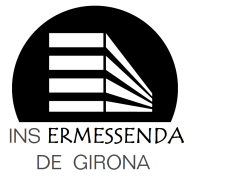 INS ERMESSENDA
DE GIRONA